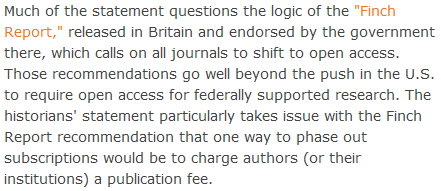 Much of the statement questions the logic of the "Finch
Report," released in Britain and endorsed by the government
there, which calls on all journals to shift to open access.
Those recommendations go well beyond the push in the U.S.
to require open access for federally supported research. The
historians' statement particularly takes issue with the Finch
Report recommendation that one way to phase out
subscriptions would be to charge authors (or their
institutions) a publication fee.